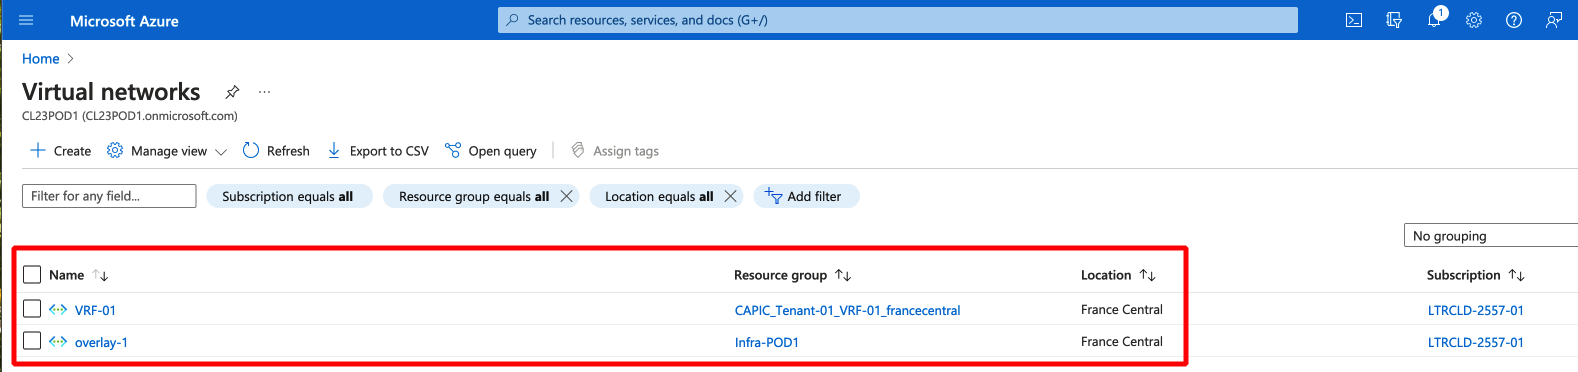 Microsoft Azure
Search resources, services, and docs (G+/)
1
Home
Virtual networks
...
CL23POD1 (CL23POD1.onmicrosoft.com)
Create
Manage view
Refresh
Export to CSV
Open query
Assign tags
Filter for any field...
Subscription equals all
Resource group equals all
Location equals all
Add filter
No grouping
Name
Resource group
Location
Subscription
VRF-01
CAPIC_Tenant-01_VRF-01_francecentral
France Central
LTRCLD-2557-01
overlay-1
Infra-POD1
France Central
LTRCLD-2557-01